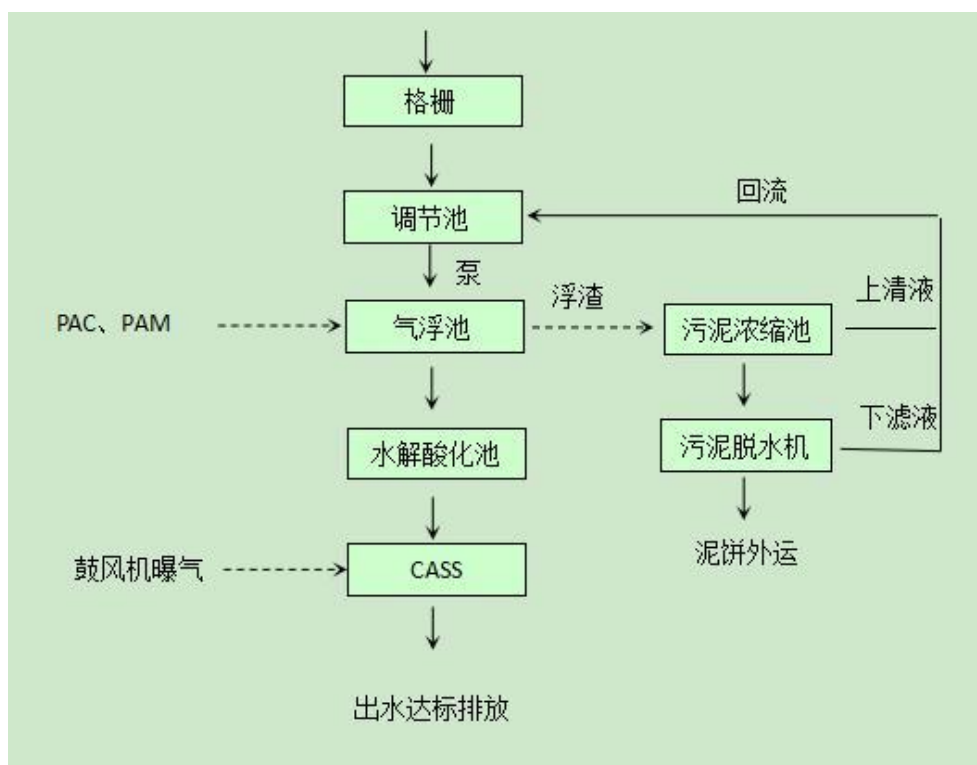 格栅
调节池
回流
泵
浮渣
上清液
PAC、PAM
气浮池
污泥浓缩池
下滤液
水解酸化池
污泥脱水机
泥饼外运
鼓风机曝气
CASS
出水达标排放